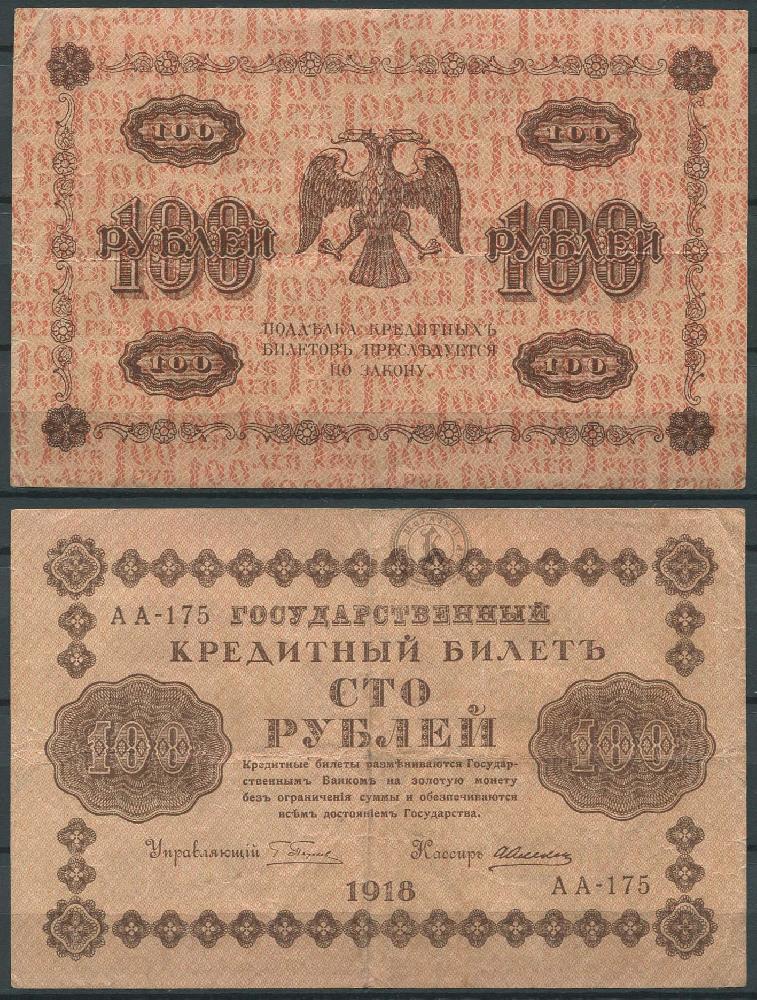 100 100
100 РУБЛЕЙ 100 РУБЛЕЙ
ПОДДѢЛКА КРЕДИТНЫХЪ
БИЛЕТОВЪ ПРЕСЛѢДУЕТСЯ
ПО ЗАКОНУ.
100 100
АА-175 ГОСУДАРСТВЕННЫЙ
КРЕДИТНЫЙ БИЛЕТЪ
СТО
РУБЛЕЙ
100 100
Кредитные билеты размѣниваются Государ-
ственнымъ Банкомъ на золотую монету
безъ ограниченія суммы и обезпечиваются
всѣмъ достояніемъ Государства.
Управляющій Кассиръ
1918 АА-175